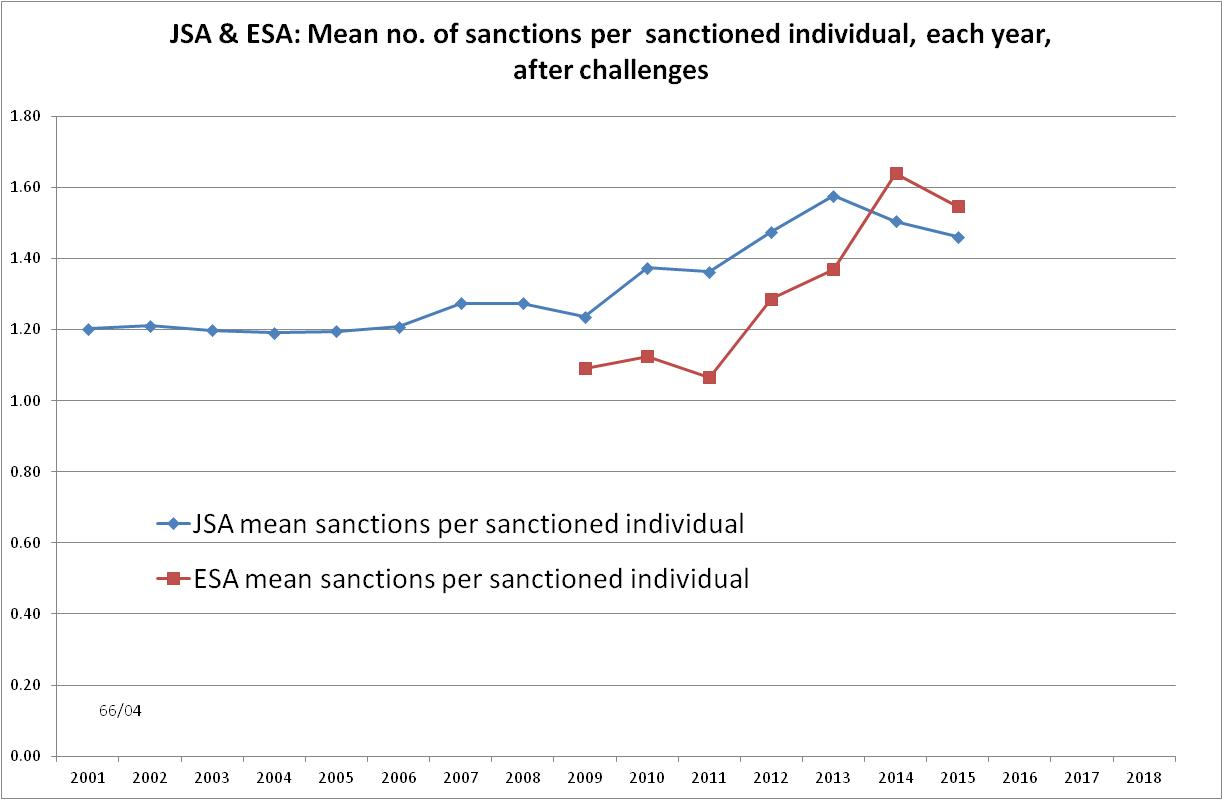 JSA & ESA: Mean no. of sanctions per  sanctioned individual, each year,
after challenges
1.80
1.60
1.40
1.20
1.00
0.80
JSA mean sanctions per sanctioned individual
0.60
ESA mean sanctions per sanctioned individual
0.40
0.20
66/04
0.00
2001 2002 2003 2004 2005 2006 2007 2008 2009 2010 2011 2012 2013 2014 2015 2016 2017 2018